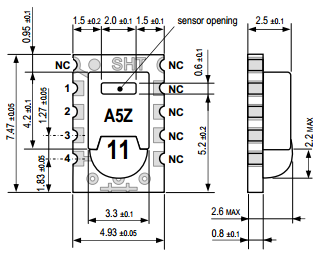 1.5 ±0.2 2.0 ±0.1 1.5 ±0.1 sensor opening 2.5 ±0.1
0.95 ±0.1
NC SHT NC
0.6 ±0.1
1 NC
A5Z
7.47 ±0.05 4.2 ±0.1 1.27 ±0.05
2 NC
5.2 ±0.2
3 11 NC
2.2 MAX
4 NC
1.83 ±0.05
3.3 ±0.1 2.6 MAX
4.93 ±0.05 0.8 ±0.1